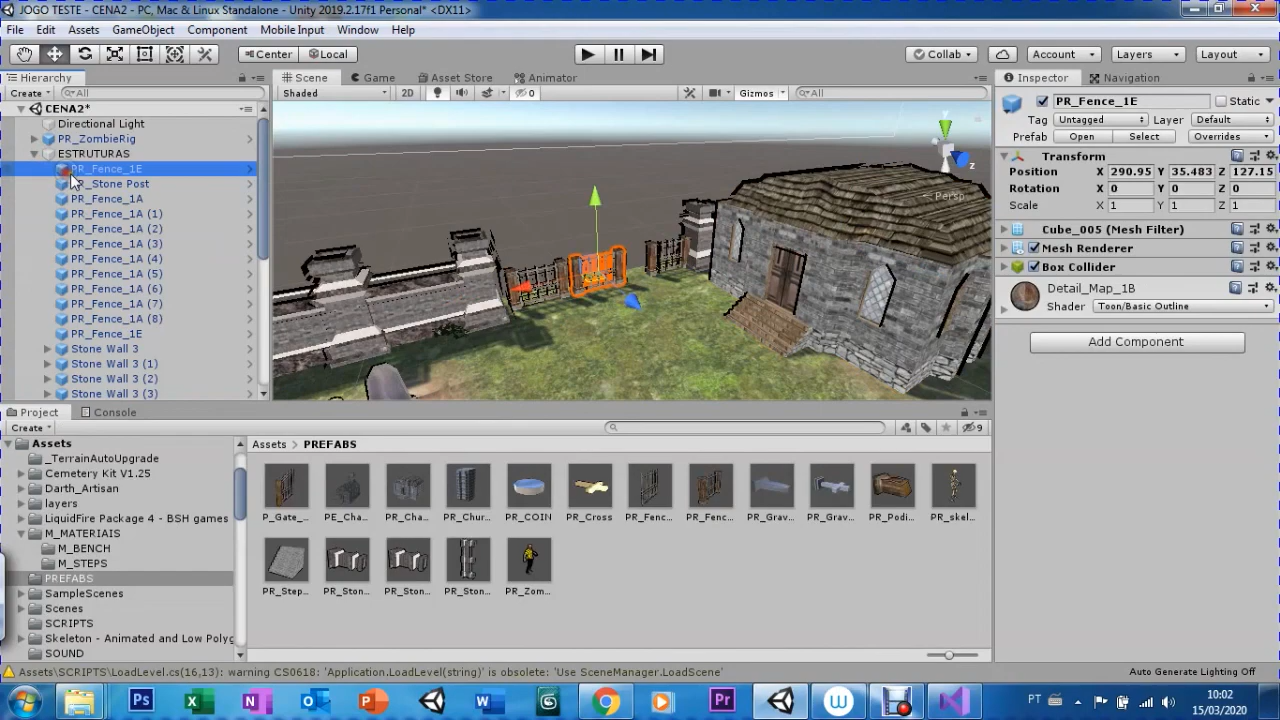 JOGO TESTE - CENA2 - PC, Mac & Linux Standalone - Unity 2019.2.17f1 Personal* <DX11>
File Edit Assets GameObject Component Mobile Input Window Help
Center Local Collab Account Layers Layout
Hierarchy Scene Game Asset Store Animator Inspector Navigation
Create All Shaded 2D 0 Gizmos All
CENA2*
Directional Light
PR_ZombieRig
ESTRUTURAS
PR_Fence_1E
PR_Stone Post
PR_Fence_1A
PR_Fence_1A (1)
PR_Fence_1A (2)
PR_Fence_1A (3)
PR_Fence_1A (4)
PR_Fence_1A (5)
PR_Fence_1A (6)
PR_Fence_1A (7)
PR_Fence_1A (8)
PR_Fence_1E
Stone Wall 3
Stone Wall 3 (1)
Stone Wall 3 (2)
Stone Wall 3 (3)
z
Persp
PR_Fence_1E Static
Tag Untagged Layer Default
Prefab Open Select Overrides
Transform
Position X 290.95 Y 35.483 Z 127.15
Rotation X 0 Y 0 Z 0
Scale X 1 Y 1 Z 1
Cube_005 (Mesh Filter)
Mesh Renderer
Box Collider
Detail_Map_1B
Shader Toon/Basic Outline
Add Component
Project Console
Create 9
Assets
_TerrainAutoUpgrade
Cemetery Kit V1.25
Darth_Artisan
layers
LiquidFire Package 4 - BSH games
M_MATERIAIS
M_BENCH
M_STEPS
PREFABS
SampleScenes
Scenes
SCRIPTS
Skeleton - Animated and Low Polyg
SOUND
Assets > PREFABS
P_Gate_... PE_Cha... PR_Cha... PR_Chur... PR_COIN PR_Cross PR_Fenc... PR_Fenc... PR_Grav... PR_Grav... PR_Podi... PR_skel...
PR_Step... PR_Ston... PR_Ston... PR_Ston... PR_Zom...
Assets\SCRIPTS\LoadLevel.cs(16,13): warning CS0618: 'Application.LoadLevel(string)' is obsolete: 'Use SceneManager.LoadScene'
Auto Generate Lighting Off
Ps W Pr PT
10:02
15/03/2020